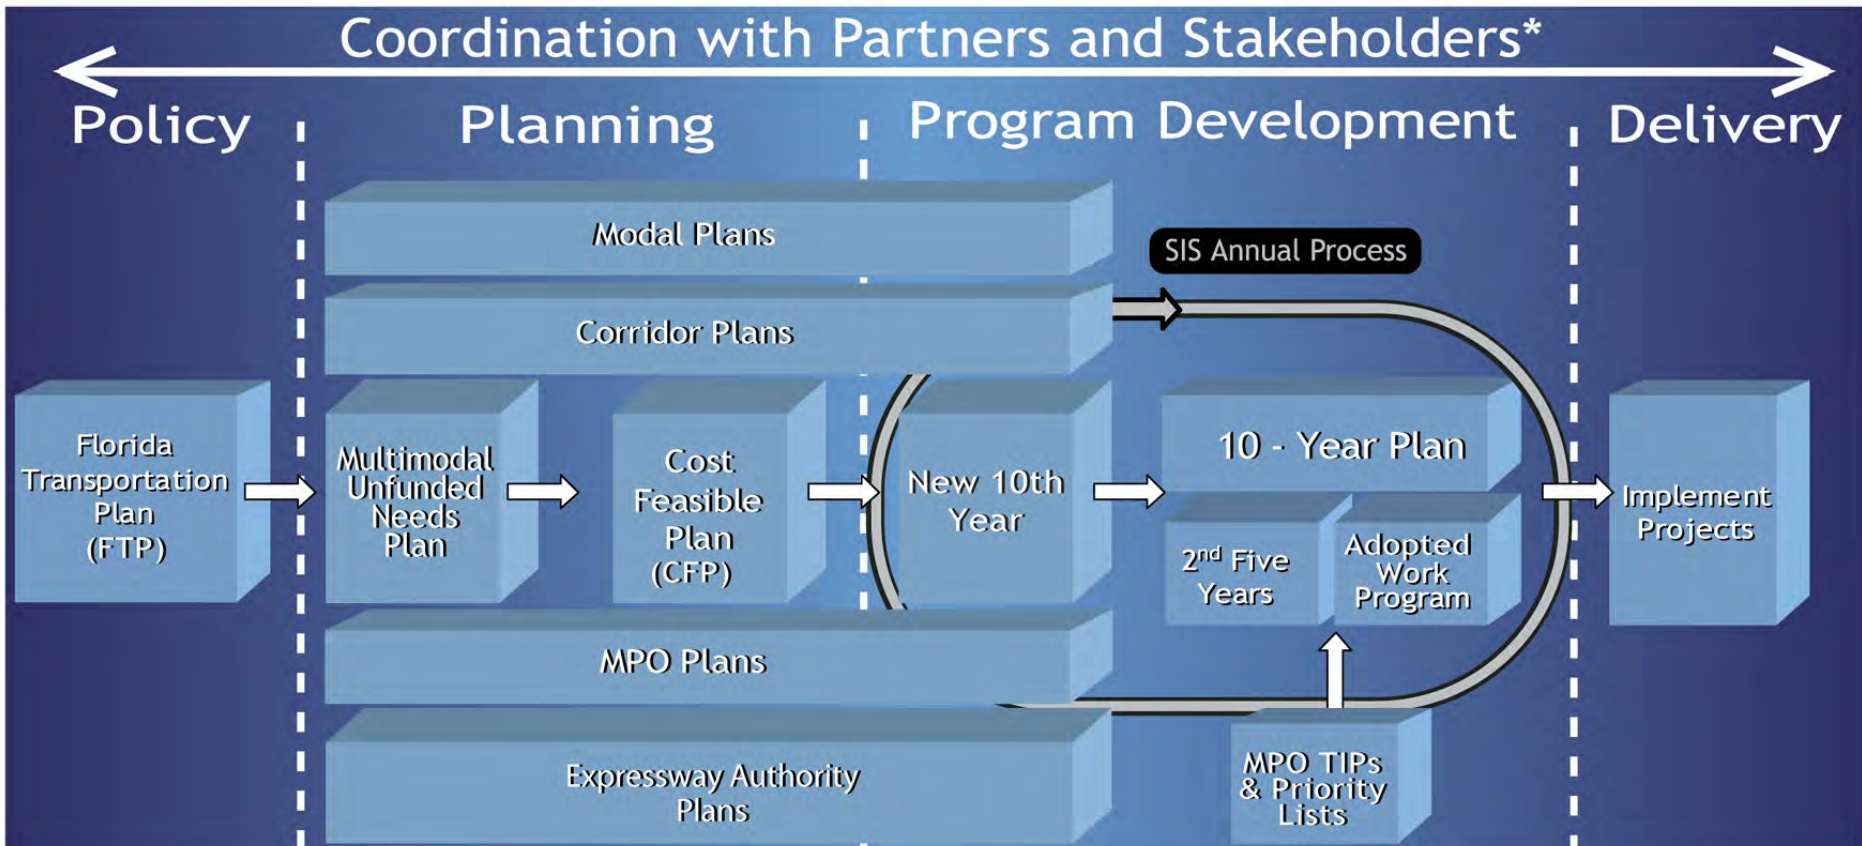 Coordination with Partners and Stakeholders*
Policy
Planning
Program Development
Delivery
Modal Plans
SIS Annual Process
Corridor Plans
Florida
Transportation
Plan
(FTP)
Multimodal
Unfunded
Needs
Plan
Cost
Feasible
Plan
(CFP)
New 10th
Year
10 - Year Plan
2nd Five
Years
Adopted
Work
Program
Implement
Projects
MPO Plans
Expressway Authority
Plans
MPO TIPs
& Priority
Lists